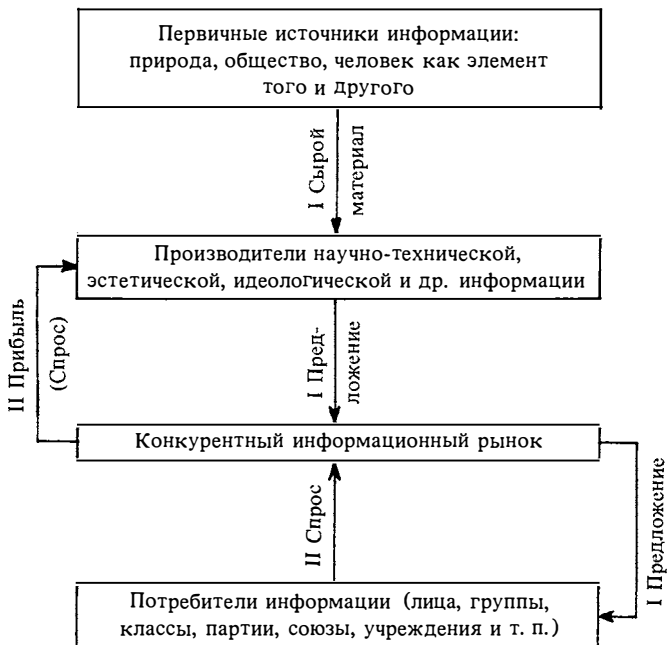 Первичные источники информации:
природа, общество, человек как элемент
того и другого
I Сырой
материал
Производители научно-технической,
эстетической, идеологической и др. информации
II Прибыль
(Спрос)
I Пред-
ложение
Конкурентный информационный рынок
II Спрос
I Предложение
Потребители информации (лица, группы,
классы, партии, союзы, учреждения и т. п.)